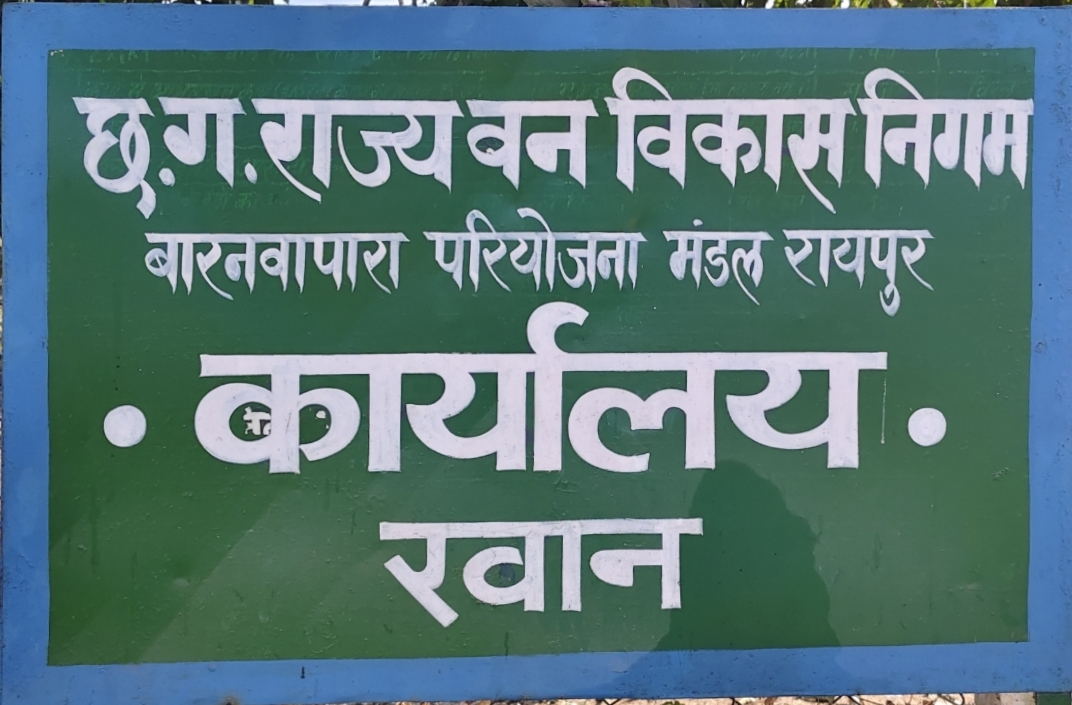 छ.ग. राज्य वन विकास निगम
बारनवापारा परियोजना मंडल रायपुर
• कार्यालय •
रवान